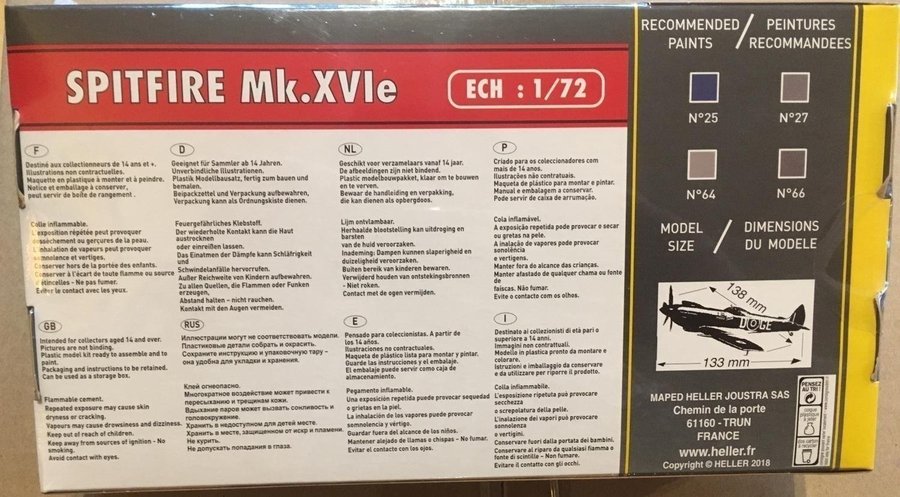 SPITFIRE Mk.XVIe
ECH : 1/72
F
Destiné aux collectionneurs de 14 ans et +.
Illustrations non contractuelles.
Maquette en plastique à monter et à peindre.
Notice et emballage à conserver,
peut servir de boîte de rangement.
Colle inflammable.
L'exposition répétée peut provoquer
dessèchement ou gerçures de la peau.
L'inhalation de vapeurs peut provoquer
somnolence et vertiges.
Conserver hors de la portée des enfants.
Conserver à l'écart de toute flamme ou source
d'étincelles - Ne pas fumer.
Eviter le contact avec les yeux.
D
Geeignet für Sammler ab 14 Jahren.
Unverbindliche Illustrationen.
Plastik Modellbausatz, fertig zum bauen und
bemalen.
Beipackzettel und Verpackung aufbewahren,
Verpackung kann als Ordnungskiste dienen.
Feuergefährliches Klebstoff.
Der wiederholte Kontakt kann die Haut
austrocknen
oder einreißen lassen.
Das Einatmen der Dämpfe kann Schläfrigkeit
und
Schwindelanfälle hervorrufen.
Außer Reichweite von Kindern aufbewahren.
Zu allen Quellen, die Flammen oder Funken
erzeugen,
Abstand halten – nicht rauchen.
Kontakt mit den Augen vermeiden.
NL
Geschikt voor verzamelaars vanaf 14 jaar.
De afbeeldingen zijn niet bindend.
Plastic modelbouwpakket, klaar om te bouwen
en te verven.
Bewaar de handleiding en verpakking,
die kan dienen als opbergdoos.
Lijm ontvlambaar.
Herhaalde blootstelling kan uitdroging en
barsten
van de huid veroorzaken.
Inademing: Dampen kunnen slaperigheid en
duizeligheid veroorzaken.
Buiten bereik van kinderen bewaren.
Verwijderd houden van ontstekingsbronnen
- Niet roken.
Contact met de ogen vermijden.
P
Criado para os coleccionadores com
mais de 14 anos.
Ilustrações não contratuais.
Maqueta de plástico para montar e pintar.
Manual e embalagem a conservar.
Pode servir de caixa de arrumação.
Cola inflamável.
A exposição repetida pode provocar a secar
ou gretas na pele.
A inalação de vapores pode provocar
sonolência
e vertigens.
Manter fora do alcance das crianças.
Manter afastado de qualquer chama ou fonte
de
faíscas. Não fumar.
Evite o contato com os olhos.
GB
Intended for collectors aged 14 and over.
Pictures are not binding.
Plastic model kit ready to assemble and to
paint.
Packaging and instructions to be retained.
Can be used as a storage box.
Flammable cement.
Repeated exposure may cause skin
dryness or cracking.
Vapours may cause drowsiness and dizziness.
Keep out of reach of children.
Keep away from sources of ignition - No
smoking.
Avoid contact with eyes.
RUS
Иллюстрации могут не соответствовать модели.
Пластиковые детали собрать и окрасить.
Сохраните инструкцию и упаковочную тару –
она удобна для укладки и хранения.
Клей огнеопасно.
Многократное воздействие может привести к
пересыханию и трещинам кожи.
Вдыхание паров может вызвать сонливость и
головокружение.
Хранить в недоступном для детей месте.
Хранить в месте, защищенном от искр и пламени.
Не курить.
Не допускать попадания в глаза.
E
Pensado para coleccionistas. A partir de
los 14 años.
Ilustraciones no contractuales.
Maqueta de plástico lista para montar y pintar.
Guarde las instrucciones y el embalaje.
El embalaje puede servir como caja de
almacenamiento.
Pegamento inflamable.
Una exposición repetida puede provocar sequedad
o grietas en la piel.
La inhalación de los vapores puede provocar
somnolencia y vértigo.
Guardar fuera del alcance de los niños.
Mantener alejado de llamas o chispas - No fumar.
Evitar el contacto con los ojos.
I
Destinato ai collezionisti di età pari o
superiore a 14 anni.
Immagini non contrattuali.
Modello in plastica pronto da montare e
colorare.
Istruzioni e imballaggio da conservare
e da utilizzare per riporre il prodotto.
Colla infiammabile.
L'esposizione ripetuta può provocare
secchezza
o screpolatura della pelle.
L'inalazione dei vapori può provocare
sonnolenza
o vertigini.
Conservare fuori dalla portata dei bambini.
Conservare al riparo da qualsiasi fiamma o
fonte di scintille - Non fumare.
Evitare il contatto con gli occhi.
RECOMMENDED PAINTS / PEINTURES RECOMMANDEES
N°25
N°27
N°64
N°66
MODEL SIZE / DIMENSIONS DU MODELE
138 mm
133 mm
MAPED HELLER JOUSTRA SAS
Chemin de la porte
61160 - TRUN
FRANCE
www.heller.fr
Copyright © HELLER 2018
PENSEZ
AU TRI !